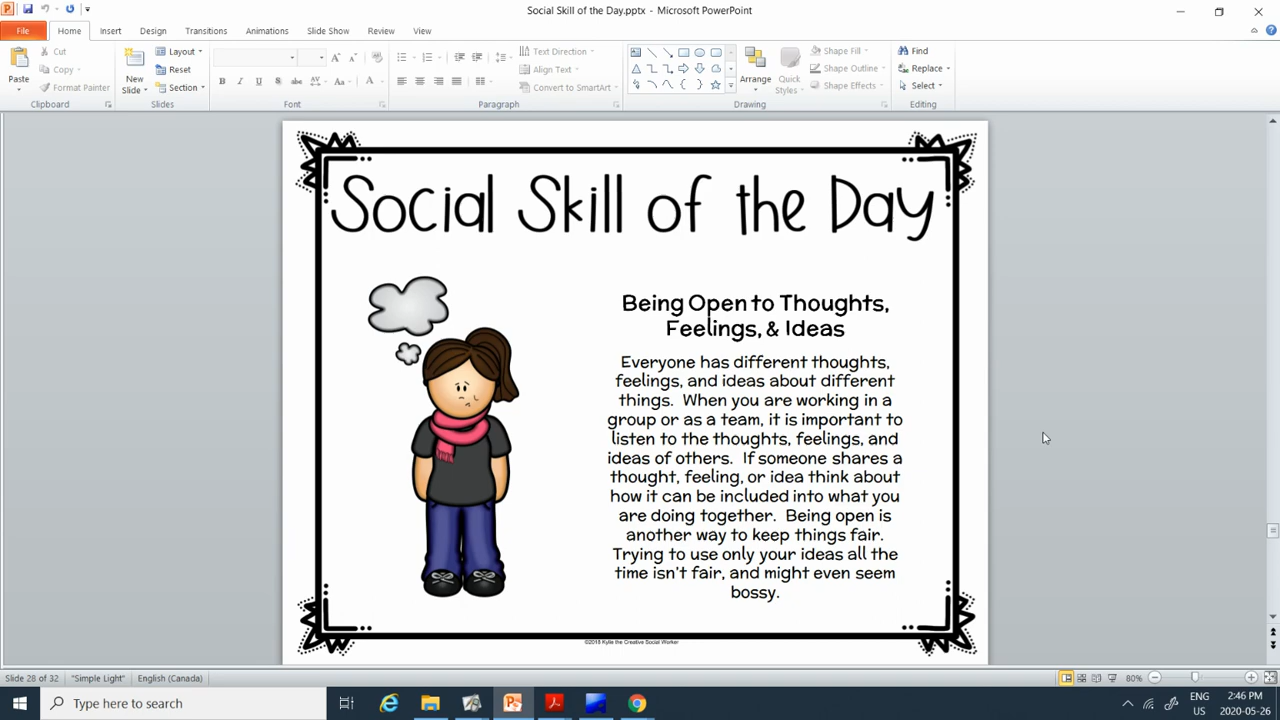 Social Skill of the Day.pptx - Microsoft PowerPoint
File Home Insert Design Transitions Animations Slide Show Review View
Paste Cut Copy Format Painter Clipboard
New Slide Layout Reset Section Slides
Font
Text Direction Align Text Convert to SmartArt Paragraph
Arrange Quick Styles Shape Fill Shape Outline Shape Effects Drawing
Find Replace Select Editing
Social Skill of the Day
Being Open to Thoughts,
Feelings, & Ideas
Everyone has different thoughts,
feelings, and ideas about different
things. When you are working in a
group or as a team, it is important to
listen to the thoughts, feelings, and
ideas of others. If someone shares a
thought, feeling, or idea think about
how it can be included into what you
are doing together. Being open is
another way to keep things fair.
Trying to use only your ideas all the
time isn't fair, and might even seem
bossy.
©2018 Kylie the Creative Social Worker
Slide 28 of 32 "Simple Light" English (Canada) 80%
Type here to search
ENG 2:46 PM
US 2020-05-26